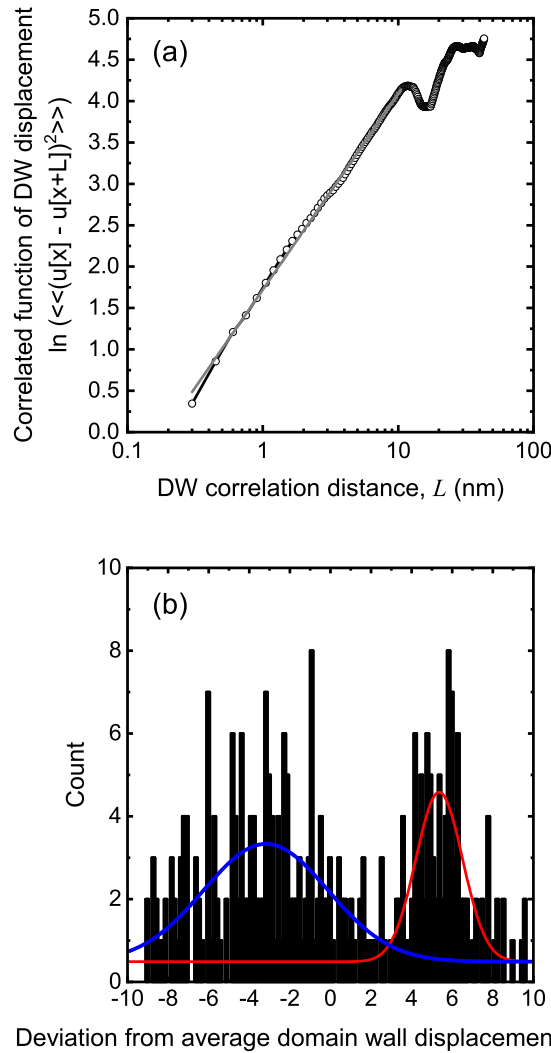 (a)
Correlated function of DW displacement
ln (<<(u[x] - u[x+L])²>>)
5.0
4.5
4.0
3.5
3.0
2.5
2.0
1.5
1.0
0.5
0.0
0.1 1 10 100
DW correlation distance, L (nm)
(b)
Count
10
8
6
4
2
0
-10 -8 -6 -4 -2 0 2 4 6 8 10
Deviation from average domain wall displacemen